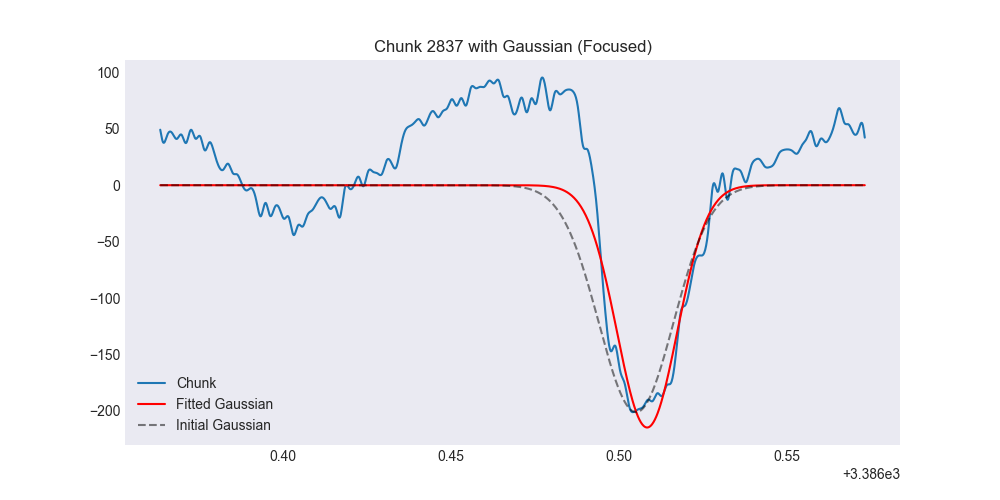 Chunk 2837 with Gaussian (Focused)
100
50
0
−50
−100
−150
−200
Chunk
Fitted Gaussian
Initial Gaussian
0.40 0.45 0.50 0.55
+3.386e3